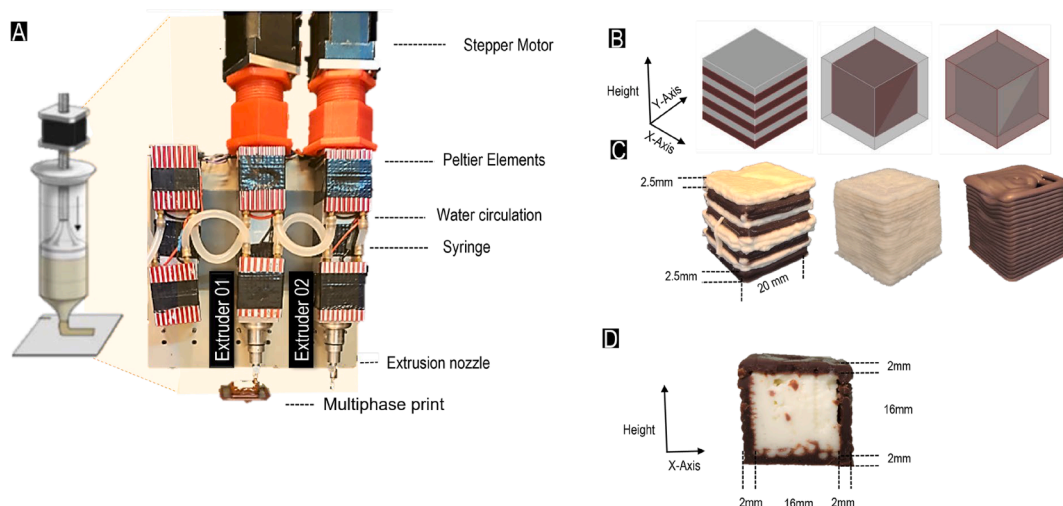 A
Stepper Motor
Peltier Elements
Water circulation
Syringe
Extruder 01
Extruder 02
Extrusion nozzle
Multiphase print
B
Height
Y-Axis
X-Axis
C
2.5mm
2.5mm
20 mm
D
Height
X-Axis
2mm
16mm
2mm
2mm
16mm
2mm